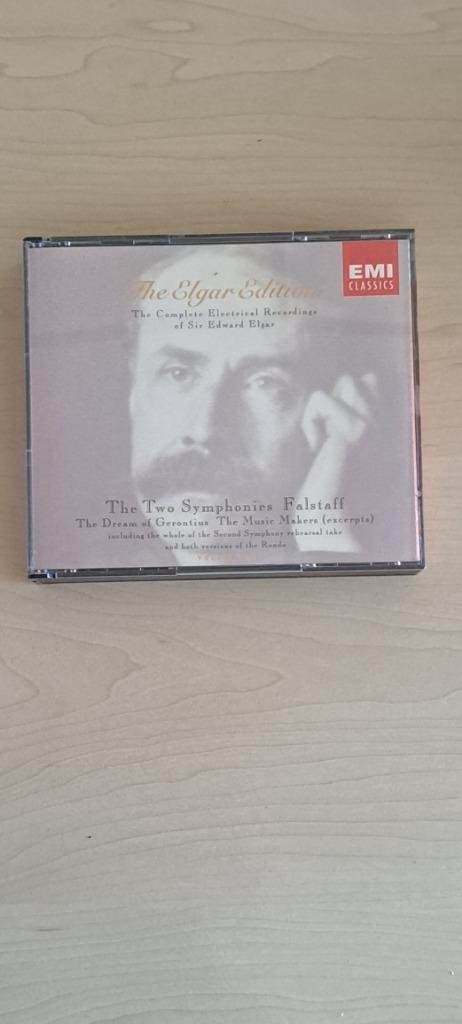 The Elgar Edition
EMI
CLASSICS
The Complete Electrical Recordings
of Sir Edward Elgar
The Two Symphonies Falstaff
The Dream of Gerontius The Music Makers (excerpts)
including the whole of the Second Symphony rehearsal take
and both versions of the Rondo